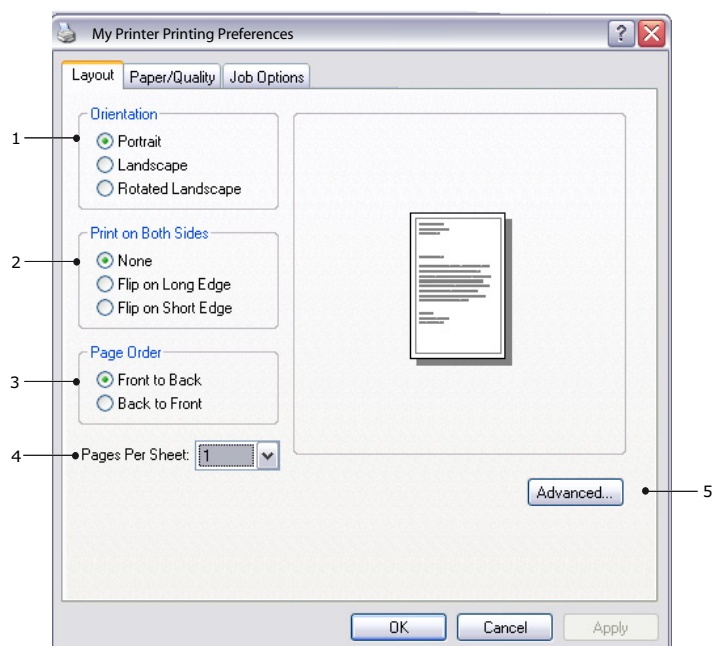 My Printer Printing Preferences
?
Layout Paper/Quality Job Options
Orientation
1
Portrait
Landscape
Rotated Landscape
Print on Both Sides
2
None
Flip on Long Edge
Flip on Short Edge
Page Order
3
Front to Back
Back to Front
4
Pages Per Sheet: 1
Advanced...
5
OK Cancel Apply